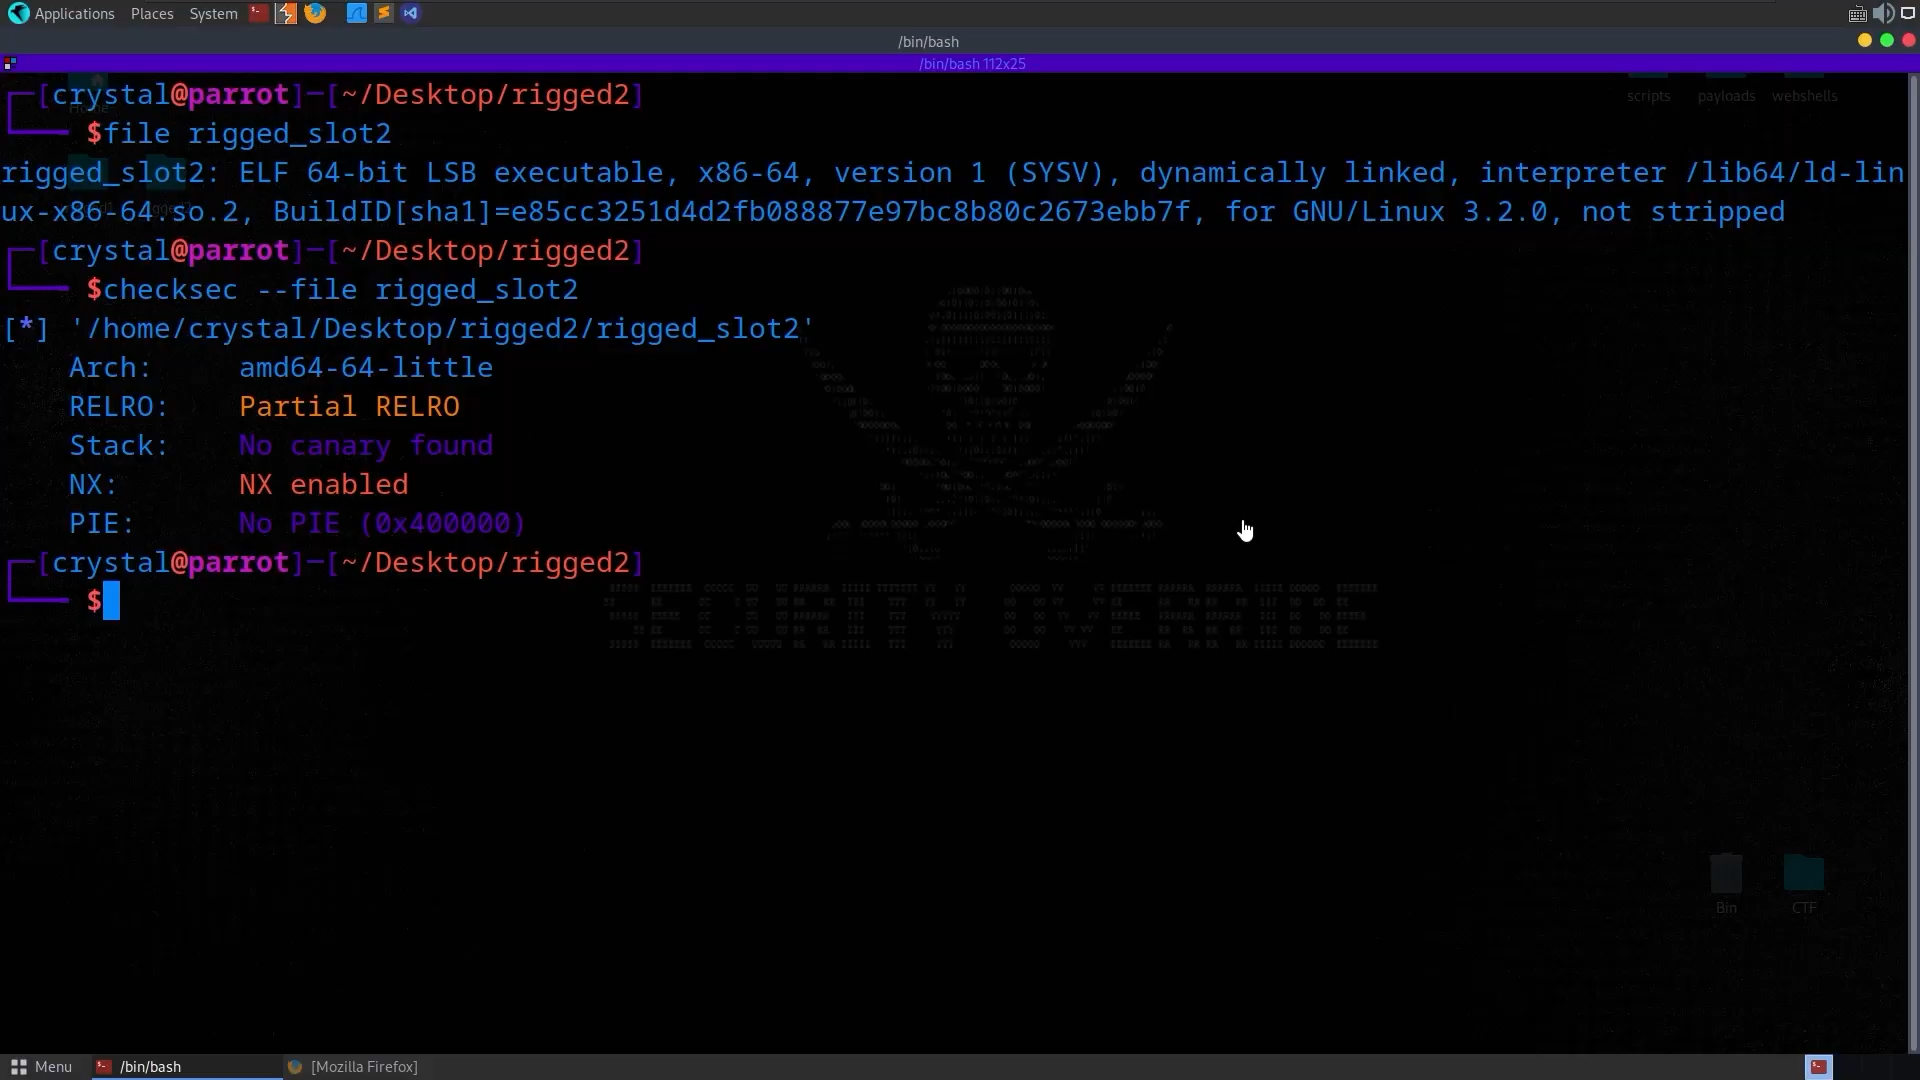 Applications Places System
/bin/bash
/bin/bash 112x25
┌─[crystal@parrot]─[~/Desktop/rigged2]
└── $file rigged_slot2
rigged_slot2: ELF 64-bit LSB executable, x86-64, version 1 (SYSV), dynamically linked, interpreter /lib64/ld-lin
ux-x86-64.so.2, BuildID[sha1]=e85cc3251d4d2fb088877e97bc8b80c2673ebb7f, for GNU/Linux 3.2.0, not stripped
┌─[crystal@parrot]─[~/Desktop/rigged2]
└── $checksec --file rigged_slot2
[*] '/home/crystal/Desktop/rigged2/rigged_slot2'
Arch: amd64-64-little
RELRO: Partial RELRO
Stack: No canary found
NX: NX enabled
PIE: No PIE (0x400000)
┌─[crystal@parrot]─[~/Desktop/rigged2]
└── $
Home
scripts payloads webshells
SECURITY OVERRIDE
Bin CTF
Menu /bin/bash [Mozilla Firefox]